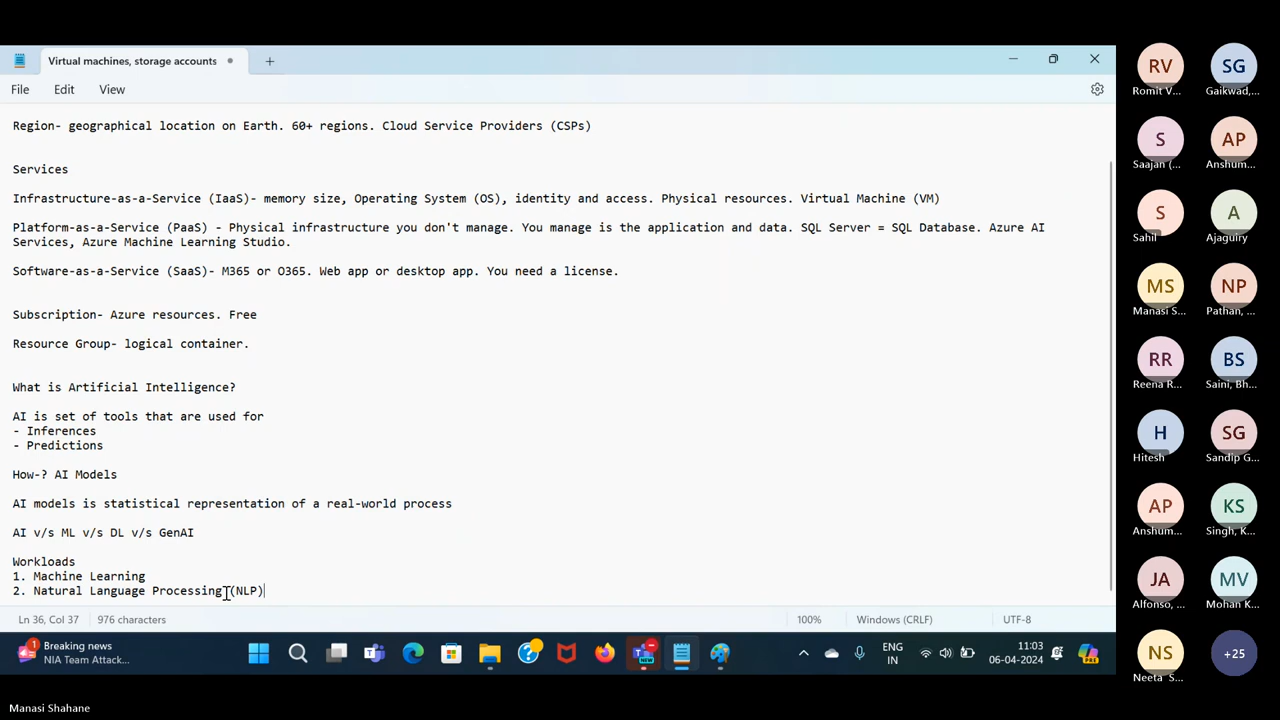 Virtual machines, storage accounts
File
Edit
View
Region- geographical location on Earth. 60+ regions. Cloud Service Providers (CSPs)
Services
Infrastructure-as-a-Service (IaaS)- memory size, Operating System (OS), identity and access. Physical resources. Virtual Machine (VM)
Platform-as-a-Service (PaaS) - Physical infrastructure you don't manage. You manage is the application and data. SQL Server = SQL Database. Azure AI
Services, Azure Machine Learning Studio.
Software-as-a-Service (SaaS)- M365 or O365. Web app or desktop app. You need a license.
Subscription- Azure resources. Free
Resource Group- logical container.
What is Artificial Intelligence?
AI is set of tools that are used for
- Inferences
- Predictions
How-? AI Models
AI models is statistical representation of a real-world process
AI v/s ML v/s DL v/s GenAI
Workloads
1. Machine Learning
2. Natural Language Processing (NLP)
Ln 36, Col 37
976 characters
100%
Windows (CRLF)
UTF-8
1
Breaking news
NIA Team Attack...
NEW
ENG
IN
11:03
06-04-2024
PRE
Manasi Shahane
RV
SG
Romit V...
Gaikwad,...
S
AP
Saajan (...
Anshum...
S
A
Sahil
Ajaguiry
MS
NP
Manasi S...
Pathan, ...
RR
BS
Reena R...
Saini, Bh...
H
SG
Hitesh
Sandip G...
AP
KS
Anshum...
Singh, K...
JA
MV
Alfonso, ...
Mohan K...
NS
+25
Neeta S...